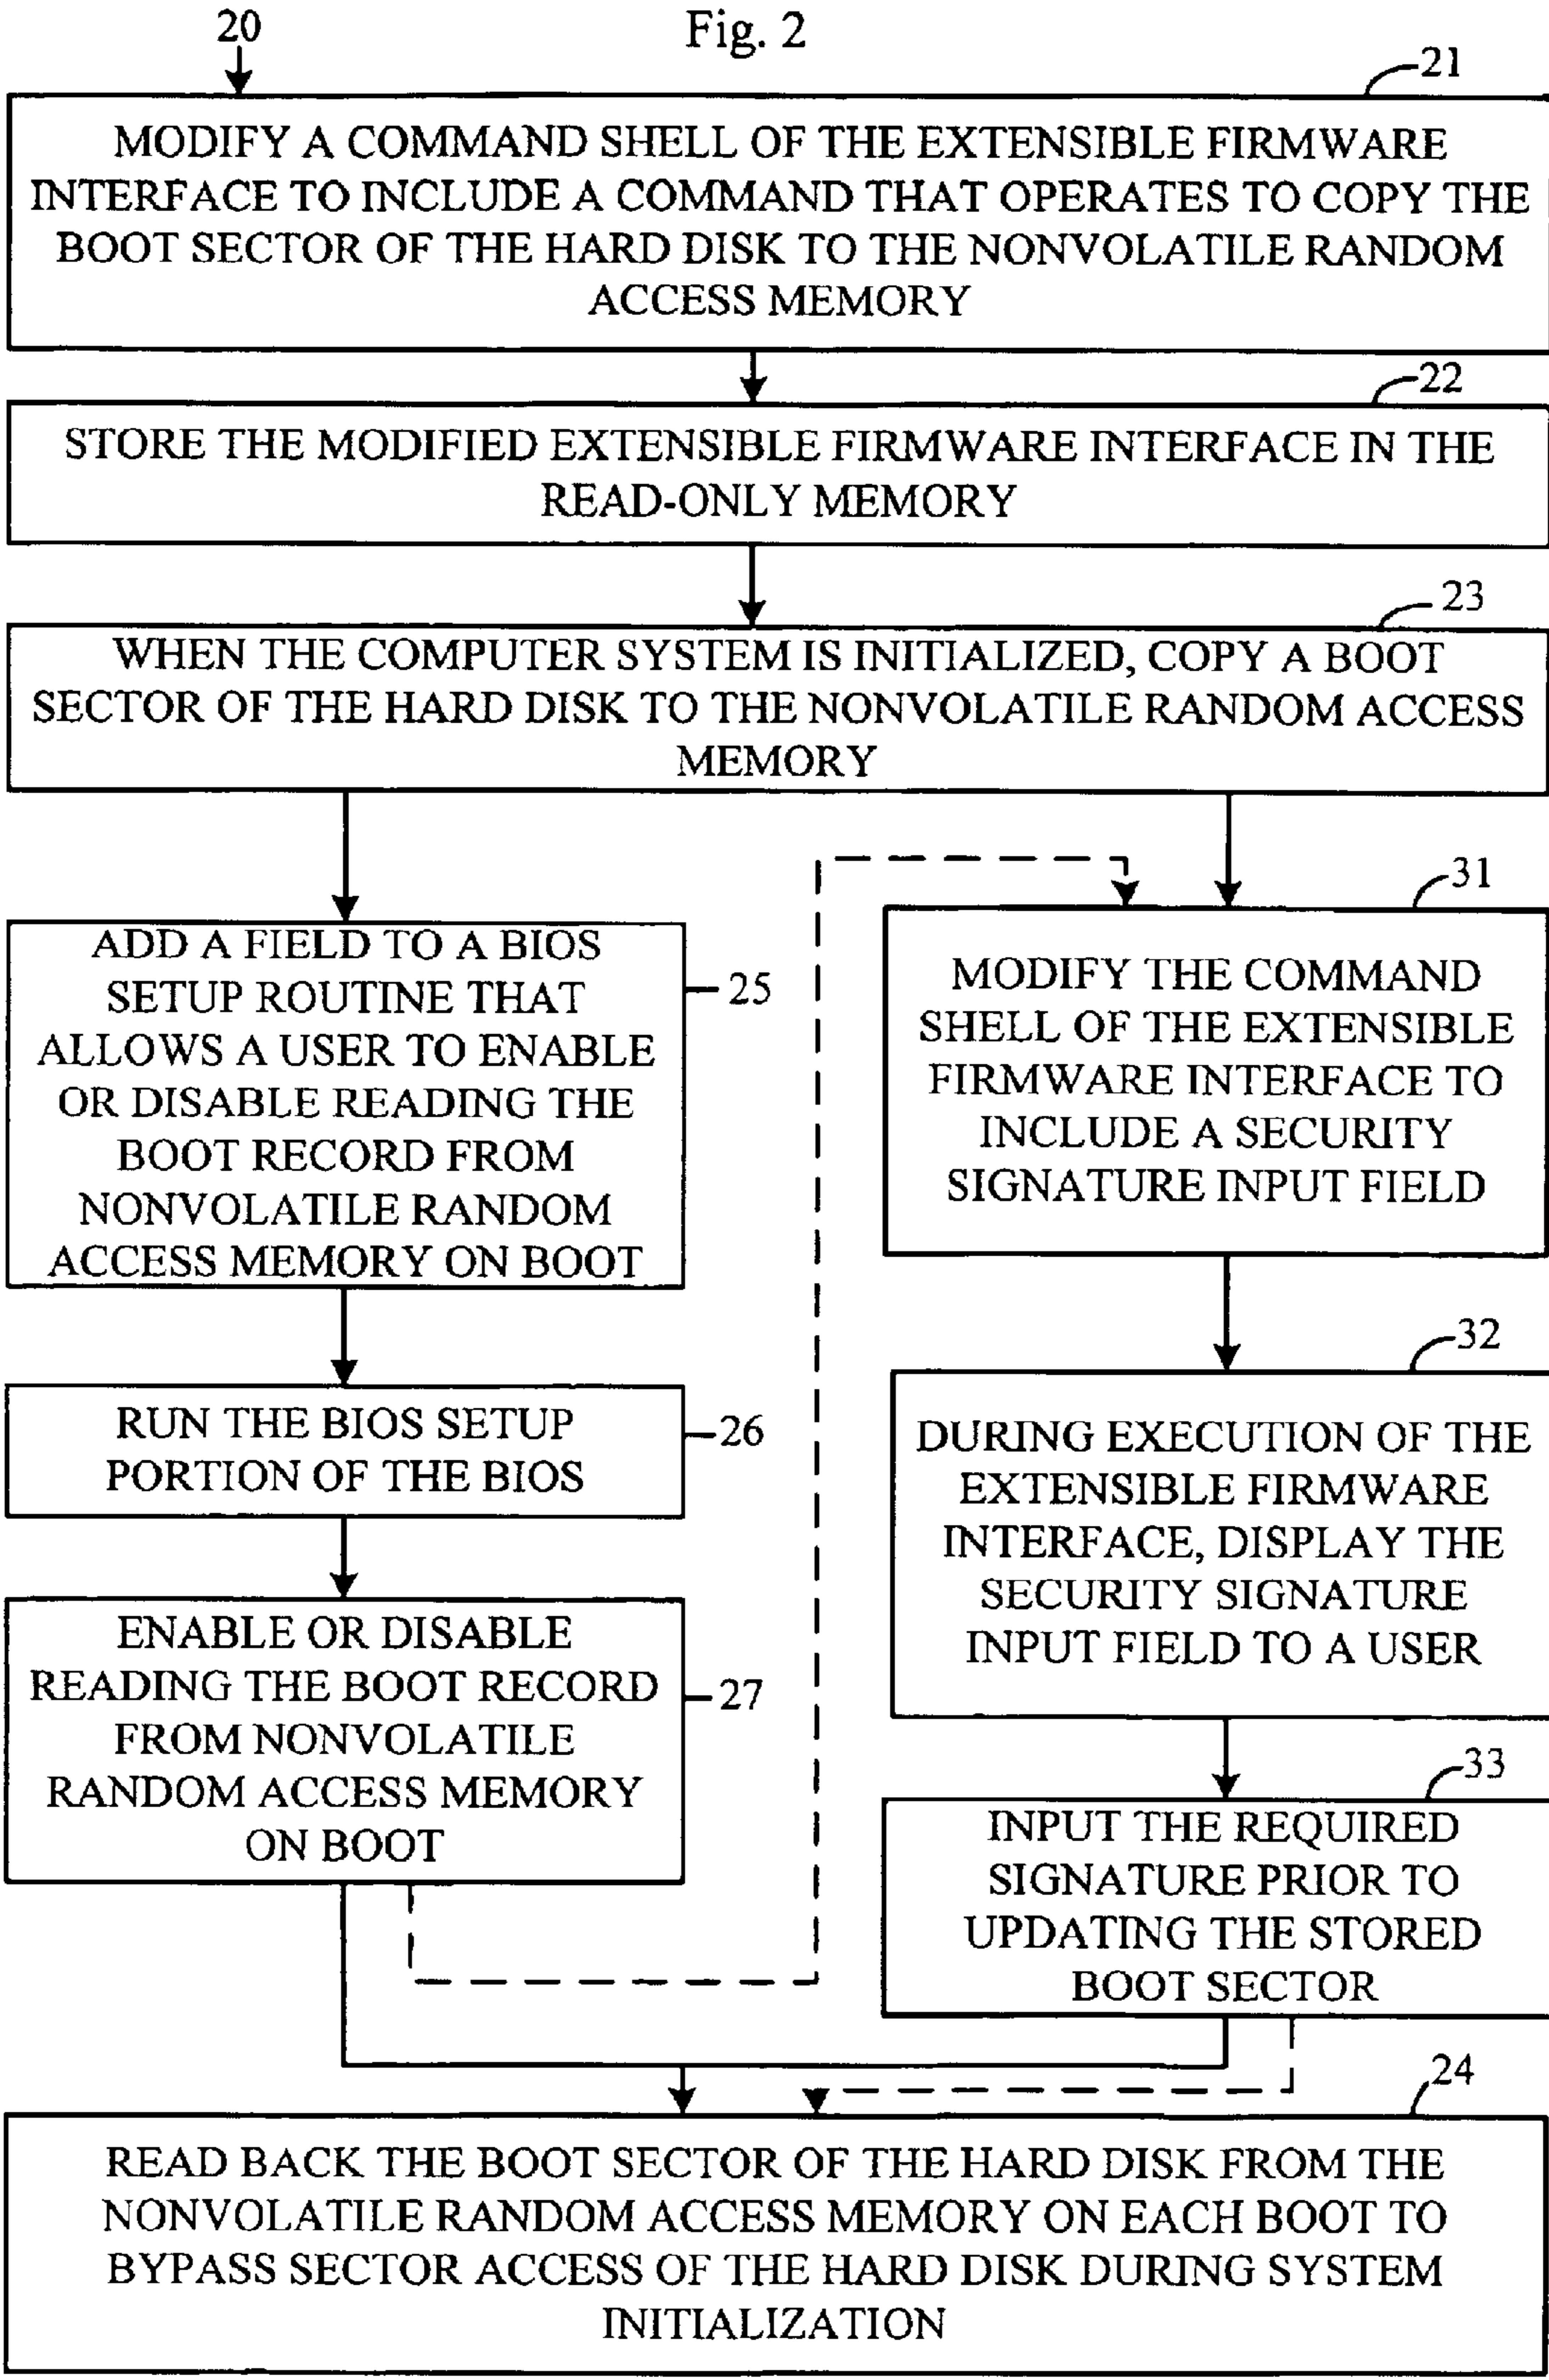 20
Fig. 2
21
MODIFY A COMMAND SHELL OF THE EXTENSIBLE FIRMWARE
INTERFACE TO INCLUDE A COMMAND THAT OPERATES TO COPY THE
BOOT SECTOR OF THE HARD DISK TO THE NONVOLATILE RANDOM
ACCESS MEMORY
22
STORE THE MODIFIED EXTENSIBLE FIRMWARE INTERFACE IN THE
READ-ONLY MEMORY
23
WHEN THE COMPUTER SYSTEM IS INITIALIZED, COPY A BOOT
SECTOR OF THE HARD DISK TO THE NONVOLATILE RANDOM ACCESS
MEMORY
ADD A FIELD TO A BIOS
SETUP ROUTINE THAT
ALLOWS A USER TO ENABLE
OR DISABLE READING THE
BOOT RECORD FROM
NONVOLATILE RANDOM
ACCESS MEMORY ON BOOT
25
RUN THE BIOS SETUP
PORTION OF THE BIOS
26
ENABLE OR DISABLE
READING THE BOOT RECORD
FROM NONVOLATILE
RANDOM ACCESS MEMORY
ON BOOT
27
31
MODIFY THE COMMAND
SHELL OF THE EXTENSIBLE
FIRMWARE INTERFACE TO
INCLUDE A SECURITY
SIGNATURE INPUT FIELD
32
DURING EXECUTION OF THE
EXTENSIBLE FIRMWARE
INTERFACE, DISPLAY THE
SECURITY SIGNATURE
INPUT FIELD TO A USER
33
INPUT THE REQUIRED
SIGNATURE PRIOR TO
UPDATING THE STORED
BOOT SECTOR
24
READ BACK THE BOOT SECTOR OF THE HARD DISK FROM THE
NONVOLATILE RANDOM ACCESS MEMORY ON EACH BOOT TO
BYPASS SECTOR ACCESS OF THE HARD DISK DURING SYSTEM
INITIALIZATION